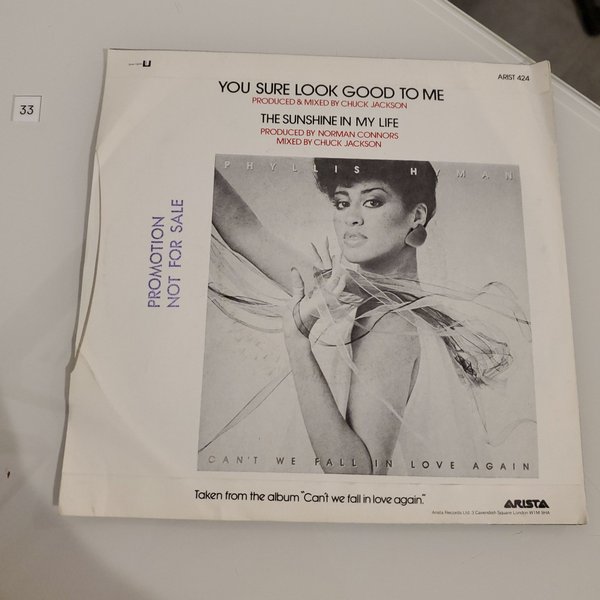 ARIST 424
33
YOU SURE LOOK GOOD TO ME
PRODUCED & MIXED BY CHUCK JACKSON
THE SUNSHINE IN MY LIFE
PRODUCED BY NORMAN CONNORS
MIXED BY CHUCK JACKSON
PHYLLIS HYMAN
PROMOTION
NOT FOR SALE
CAN'T WE FALL IN LOVE AGAIN
Taken from the album "Can't we fall in love again."
ARISTA
Arista Records Ltd. 3 Cavendish Square London W1M 9HA